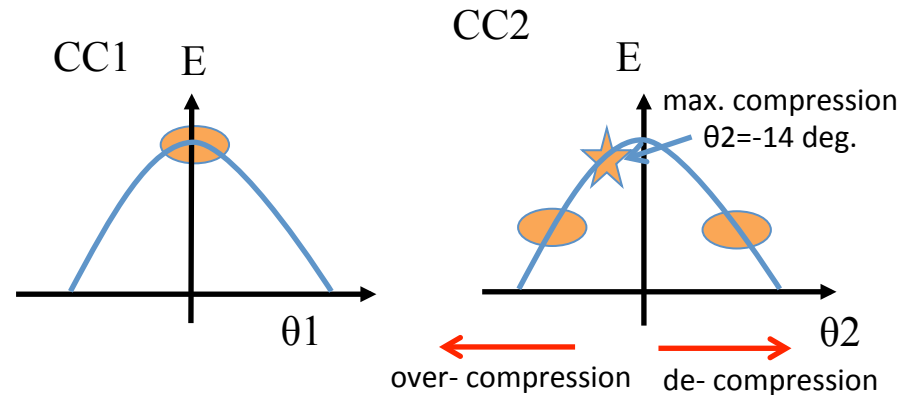 CC1
E
θ1
CC2
E
max. compression
θ2=-14 deg.
θ2
over- compression
de- compression